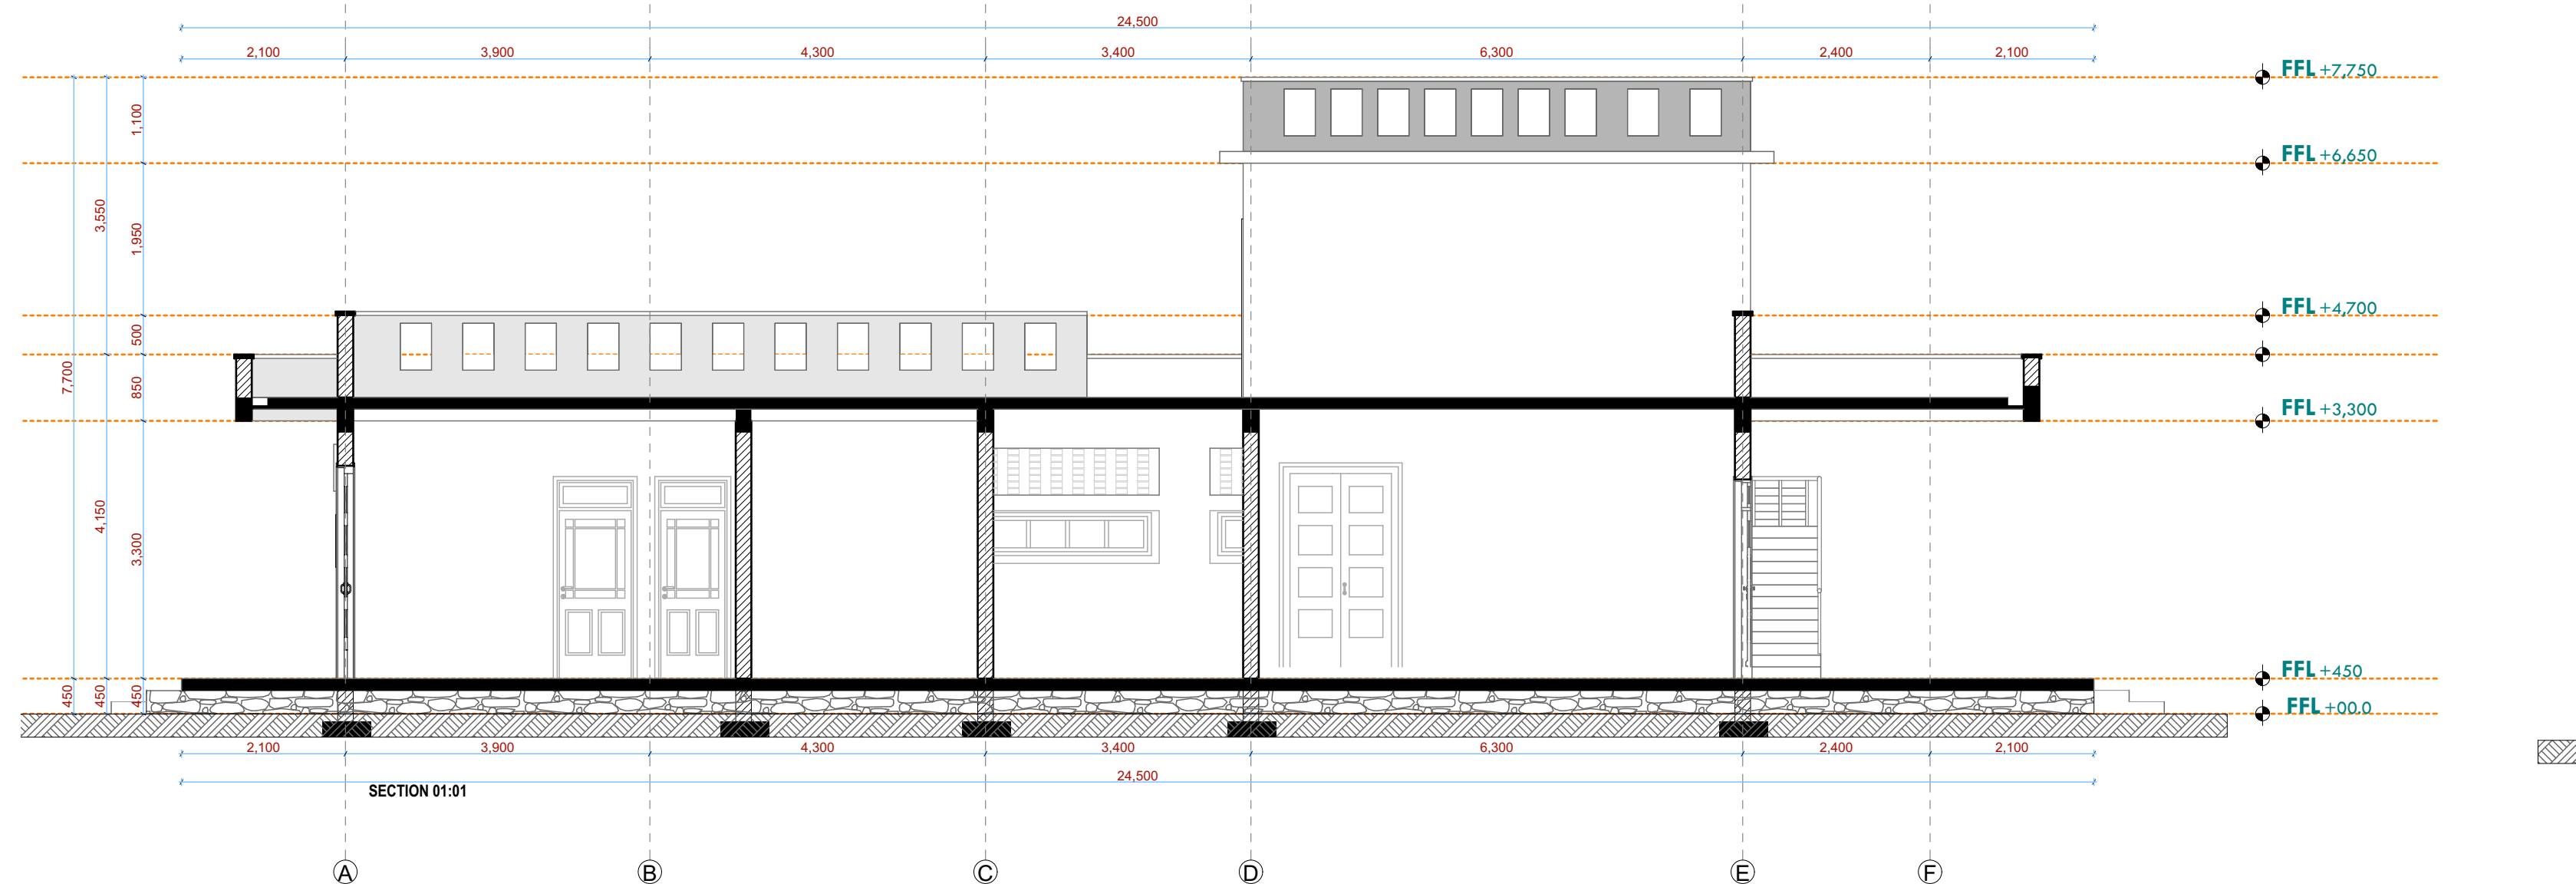 24,500
2,100 3,900 4,300 3,400 6,300 2,400 2,100
FFL +7,750
1,100
FFL +6,650
3,550
1,950
FFL +4,700
500
7,700
850
FFL +3,300
4,150
3,300
FFL +450
450 450 450
FFL +00.0
2,100 3,900 4,300 3,400 6,300 2,400 2,100
24,500
SECTION 01:01
A B C D E F